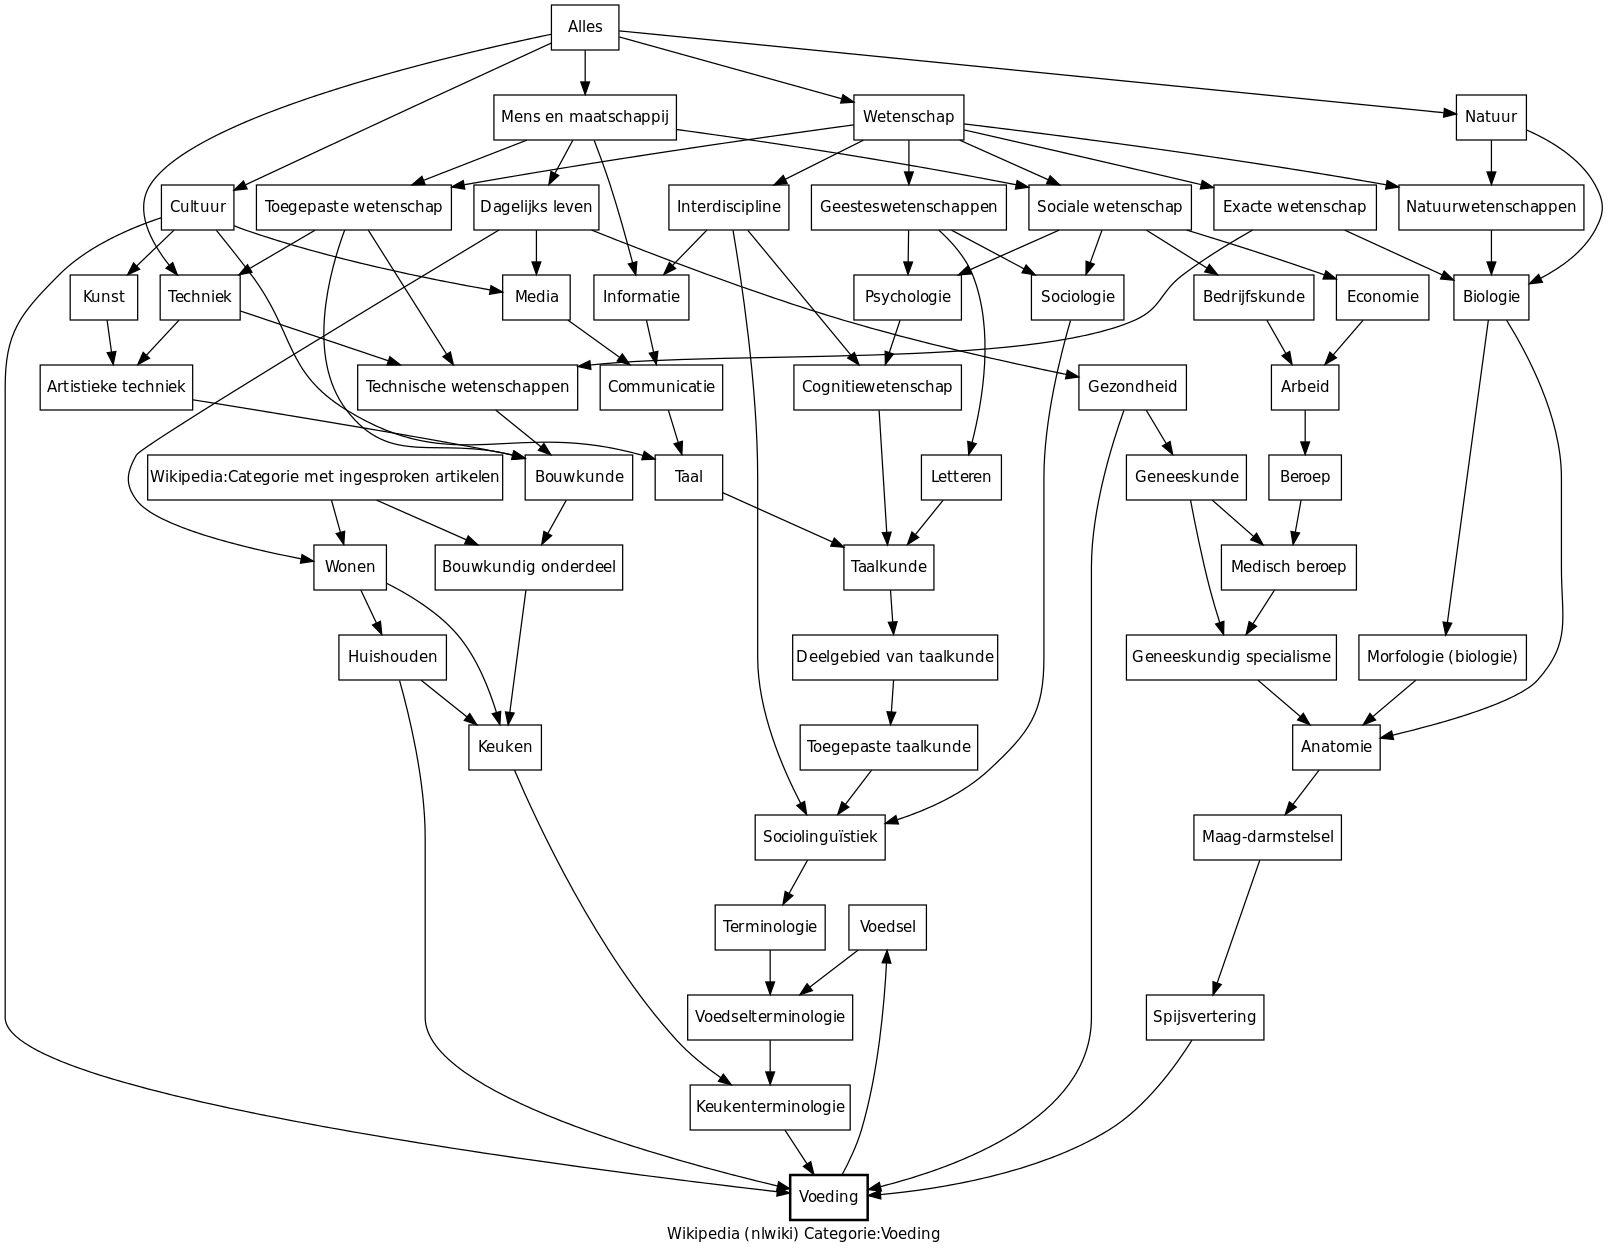 Alles
Mens en maatschappij
Wetenschap
Natuur
Cultuur
Toegepaste wetenschap
Dagelijks leven
Interdiscipline
Geesteswetenschappen
Sociale wetenschap
Exacte wetenschap
Natuurwetenschappen
Kunst
Techniek
Media
Informatie
Psychologie
Sociologie
Bedrijfskunde
Economie
Biologie
Artistieke techniek
Technische wetenschappen
Communicatie
Cognitiewetenschap
Gezondheid
Arbeid
Wikipedia:Categorie met ingesproken artikelen
Bouwkunde
Taal
Letteren
Geneeskunde
Beroep
Wonen
Bouwkundig onderdeel
Taalkunde
Medisch beroep
Huishouden
Deelgebied van taalkunde
Geneeskundig specialisme
Morfologie (biologie)
Keuken
Toegepaste taalkunde
Anatomie
Sociolinguïstiek
Maag-darmstelsel
Terminologie
Voedsel
Voedselterminologie
Spijsvertering
Keukenterminologie
Voeding
Wikipedia (nlwiki) Categorie:Voeding